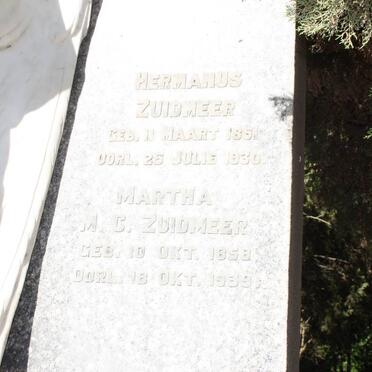 HERMANUS
ZUIDMEER
GEB. 11 MAART 1851
OORL. 25 JULIE 1930.
MARTHA
M. C. ZUIDMEER
GEB. 10 OKT. 1858
OORL. 18 OKT. 1939.